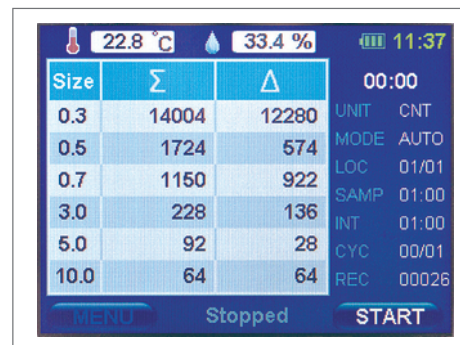 22.8 °C 33.4 % 11:37
Size Σ Δ 00:00
0.3 14004 12280 UNIT CNT
0.5 1724 574 MODE AUTO
0.7 1150 922 LOC 01/01
3.0 228 136 SAMP 01:00
5.0 92 28 INT 01:00
10.0 64 64 CYC 00/01
REC 00026
MENU Stopped START